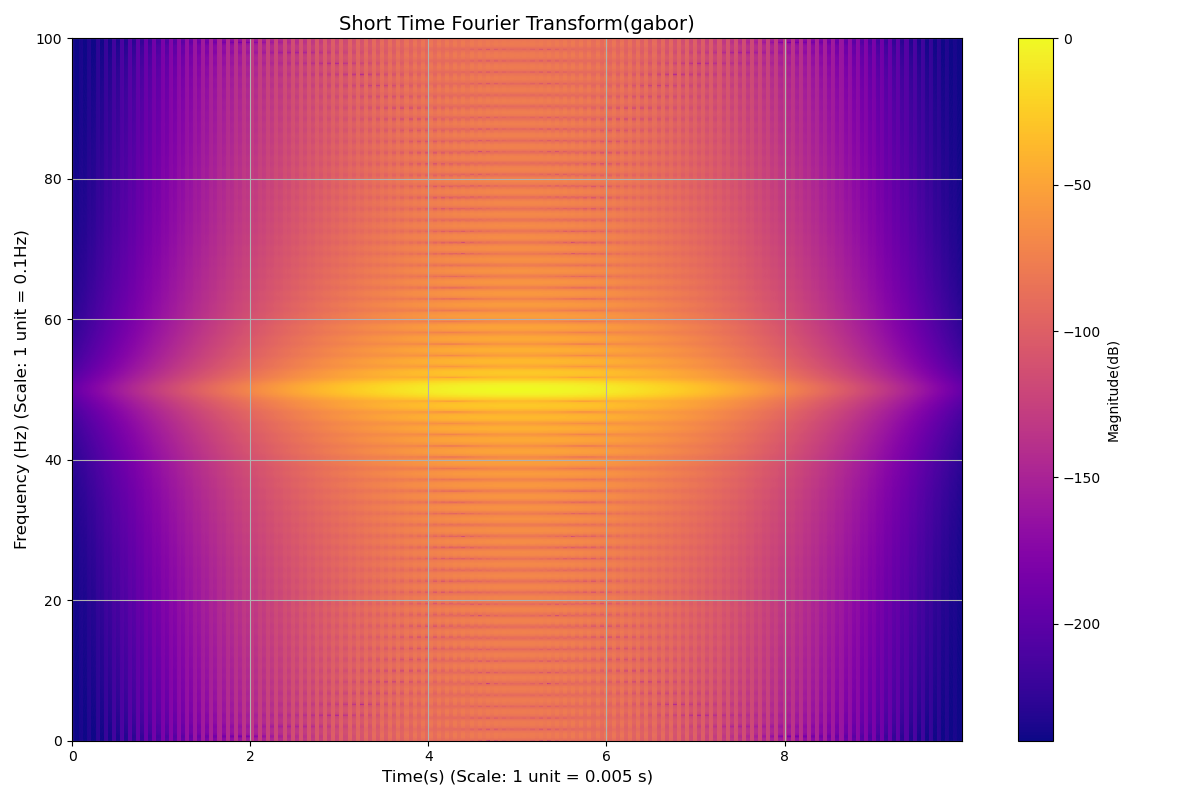 Short Time Fourier Transform(gabor)
100
80
60
40
20
0
Frequency (Hz) (Scale: 1 unit = 0.1Hz)
0 2 4 6 8
Time(s) (Scale: 1 unit = 0.005 s)
0
−50
−100
−150
−200
Magnitude(dB)